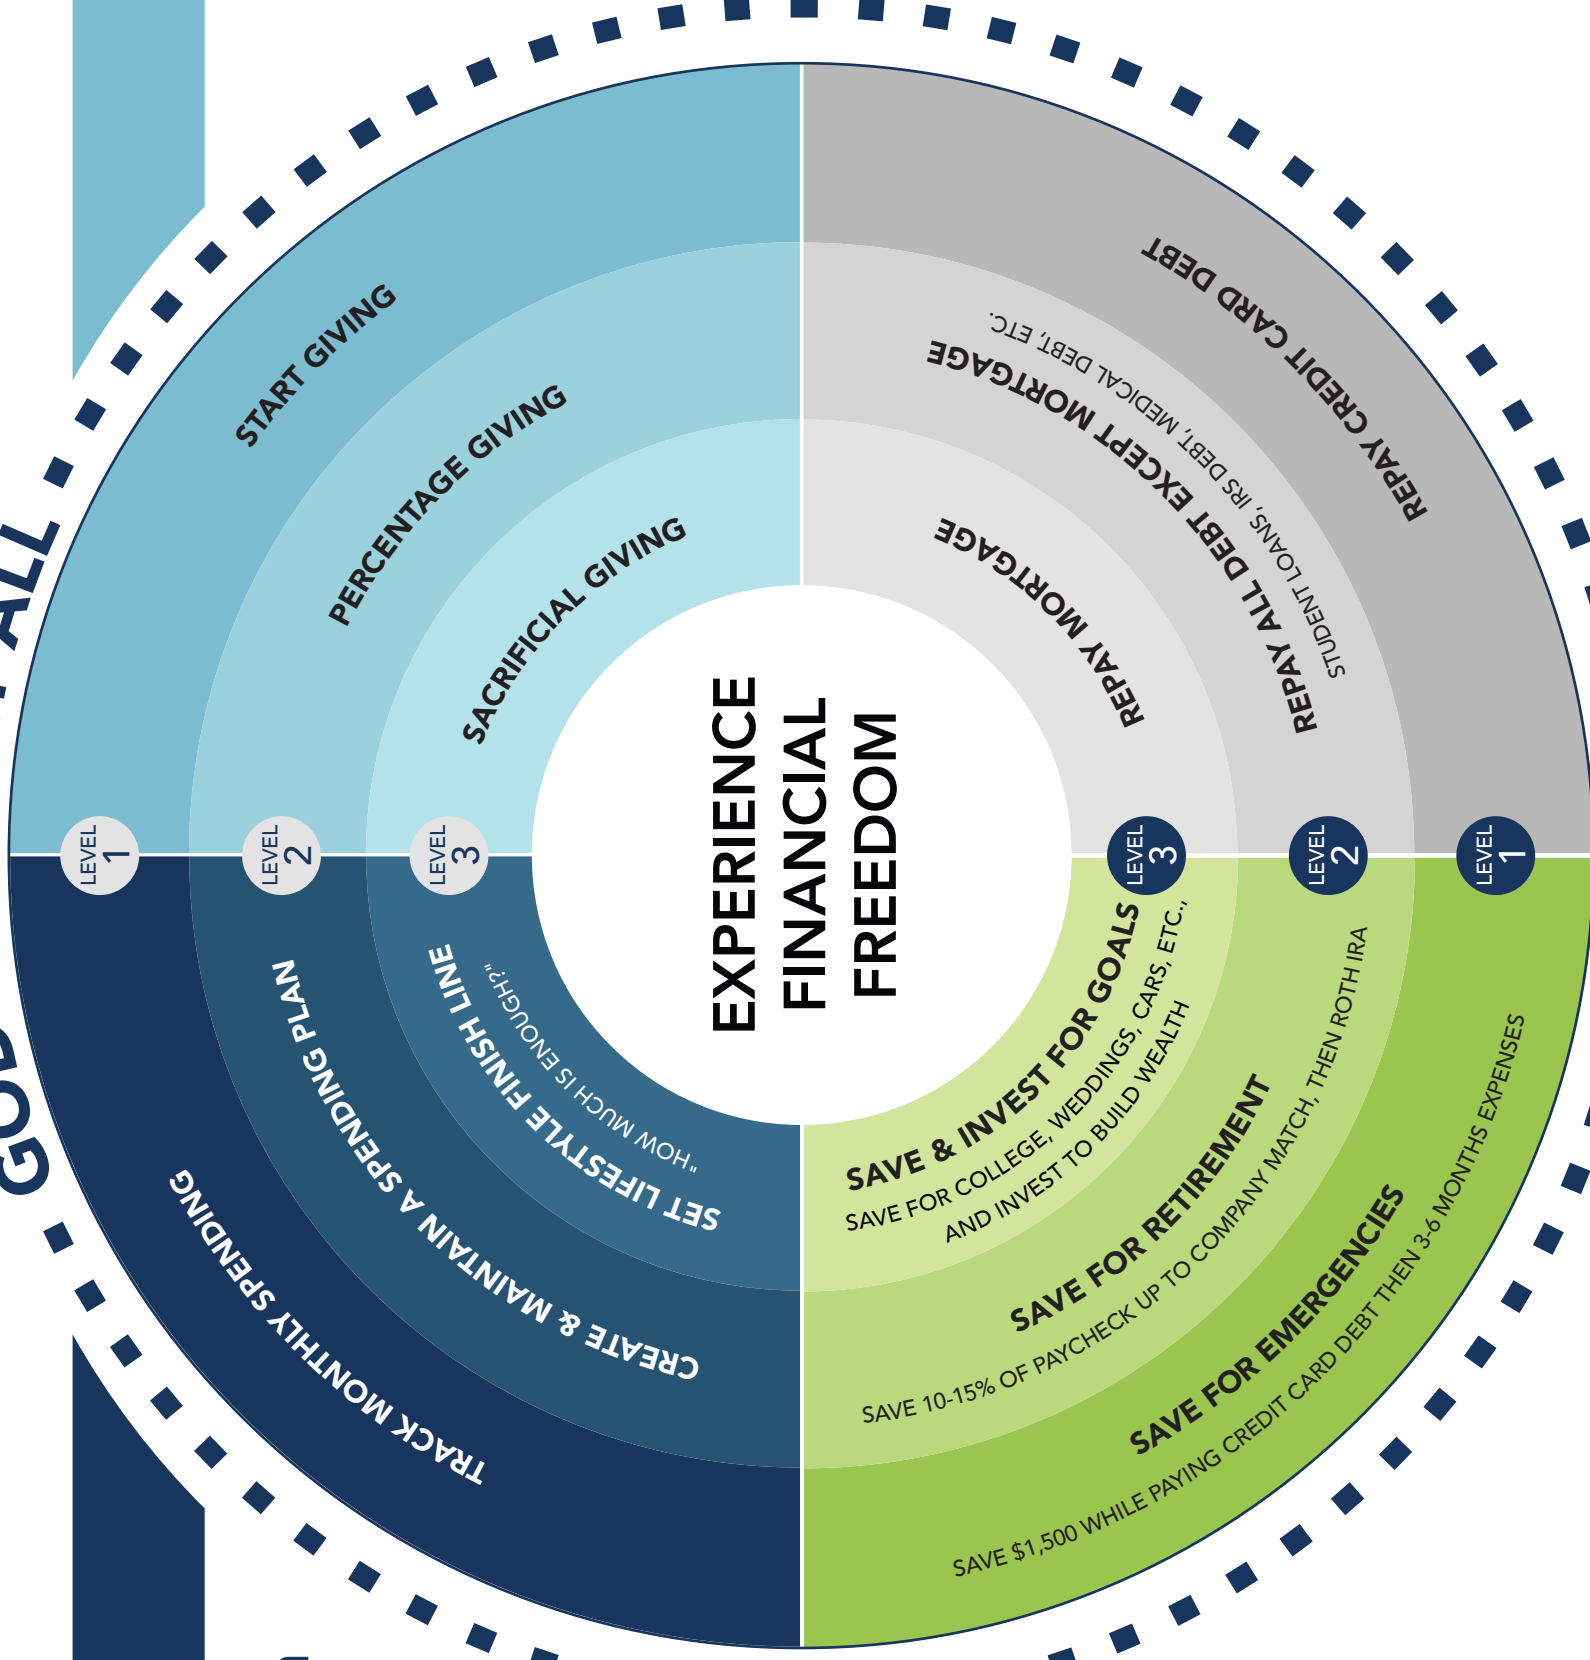 GOD
ALL
START GIVING
PERCENTAGE GIVING
SACRIFICIAL GIVING
REPAY CREDIT CARD DEBT
REPAY ALL DEBT EXCEPT MORTGAGE
STUDENT LOANS, IRS DEBT, MEDICAL DEBT, ETC.
REPAY MORTGAGE
LEVEL
1
LEVEL
2
LEVEL
3
EXPERIENCE
FINANCIAL
FREEDOM
LEVEL
3
LEVEL
2
LEVEL
1
TRACK MONTHLY SPENDING
CREATE & MAINTAIN A SPENDING PLAN
SET LIFESTYLE FINISH LINE
"HOW MUCH IS ENOUGH?"
SAVE & INVEST FOR GOALS
SAVE FOR COLLEGE, WEDDINGS, CARS, ETC.,
AND INVEST TO BUILD WEALTH
SAVE FOR RETIREMENT
SAVE 10-15% OF PAYCHECK UP TO COMPANY MATCH, THEN ROTH IRA
SAVE FOR EMERGENCIES
SAVE $1,500 WHILE PAYING CREDIT CARD DEBT THEN 3-6 MONTHS EXPENSES